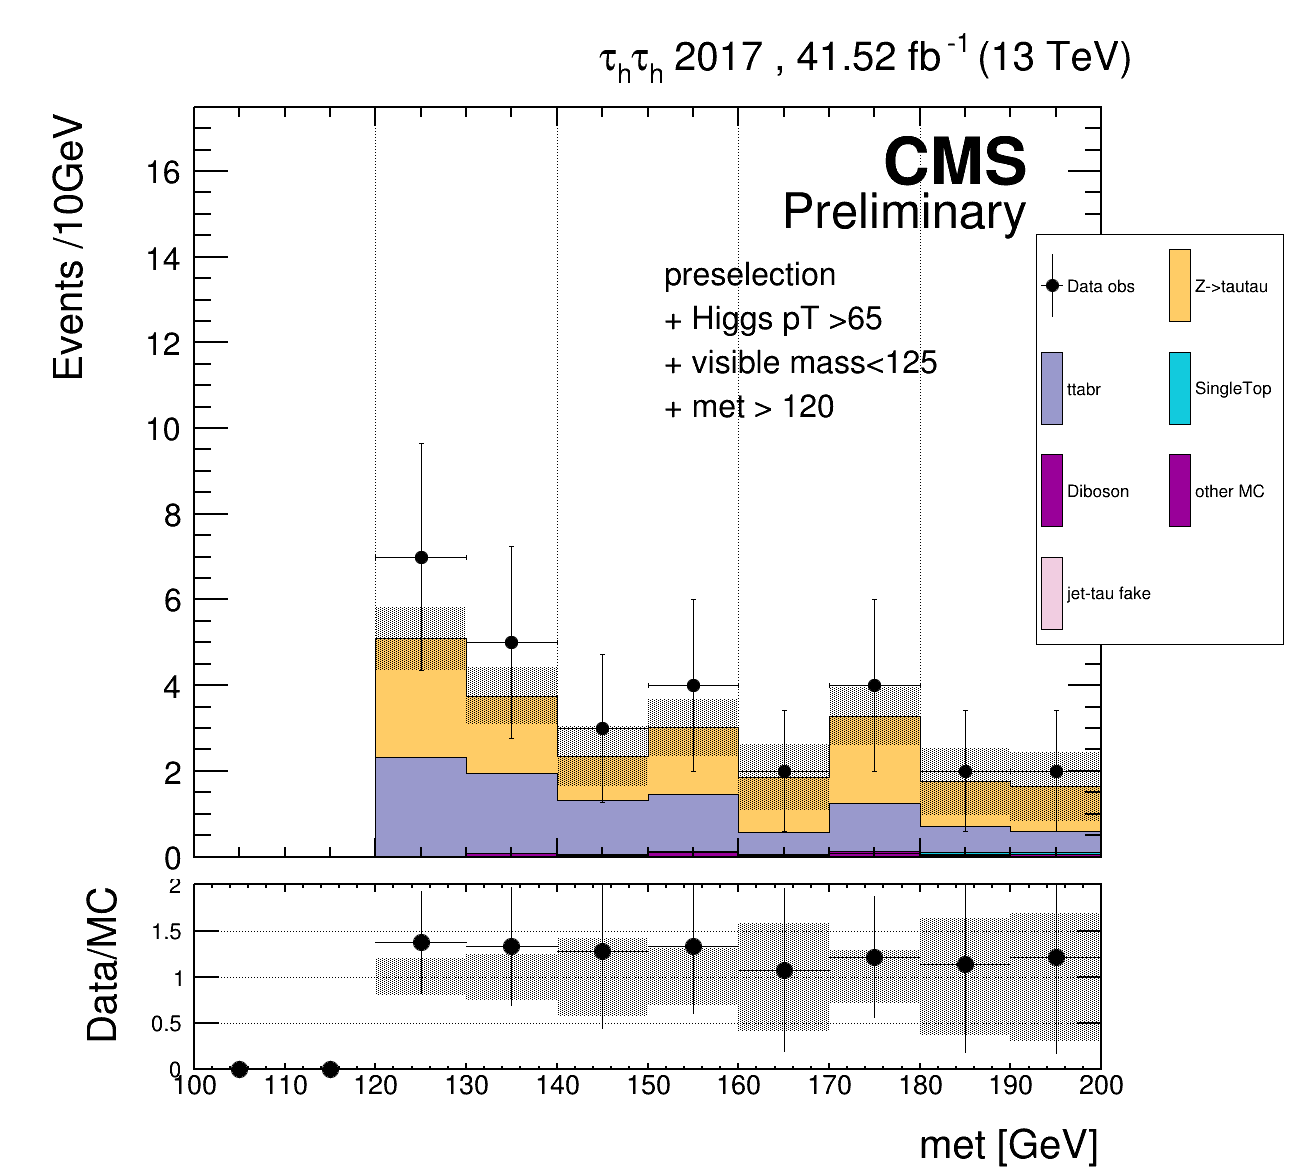 τhτh 2017 , 41.52 fb-1 (13 TeV)
Events /10GeV
16
14
12
10
8
6
4
2
0
CMS
Preliminary
preselection
+ Higgs pT >65
+ visible mass<125
+ met > 120
Data obs
Z->tautau
ttabr
SingleTop
Diboson
other MC
jet-tau fake
Data/MC
2
1.5
1
0.5
0
100 110 120 130 140 150 160 170 180 190 200
met [GeV]